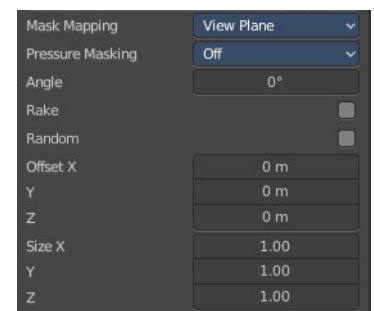 Mask Mapping View Plane
Pressure Masking Off
Angle 0°
Rake
Random
Offset X 0 m
Y 0 m
Z 0 m
Size X 1.00
Y 1.00
Z 1.00